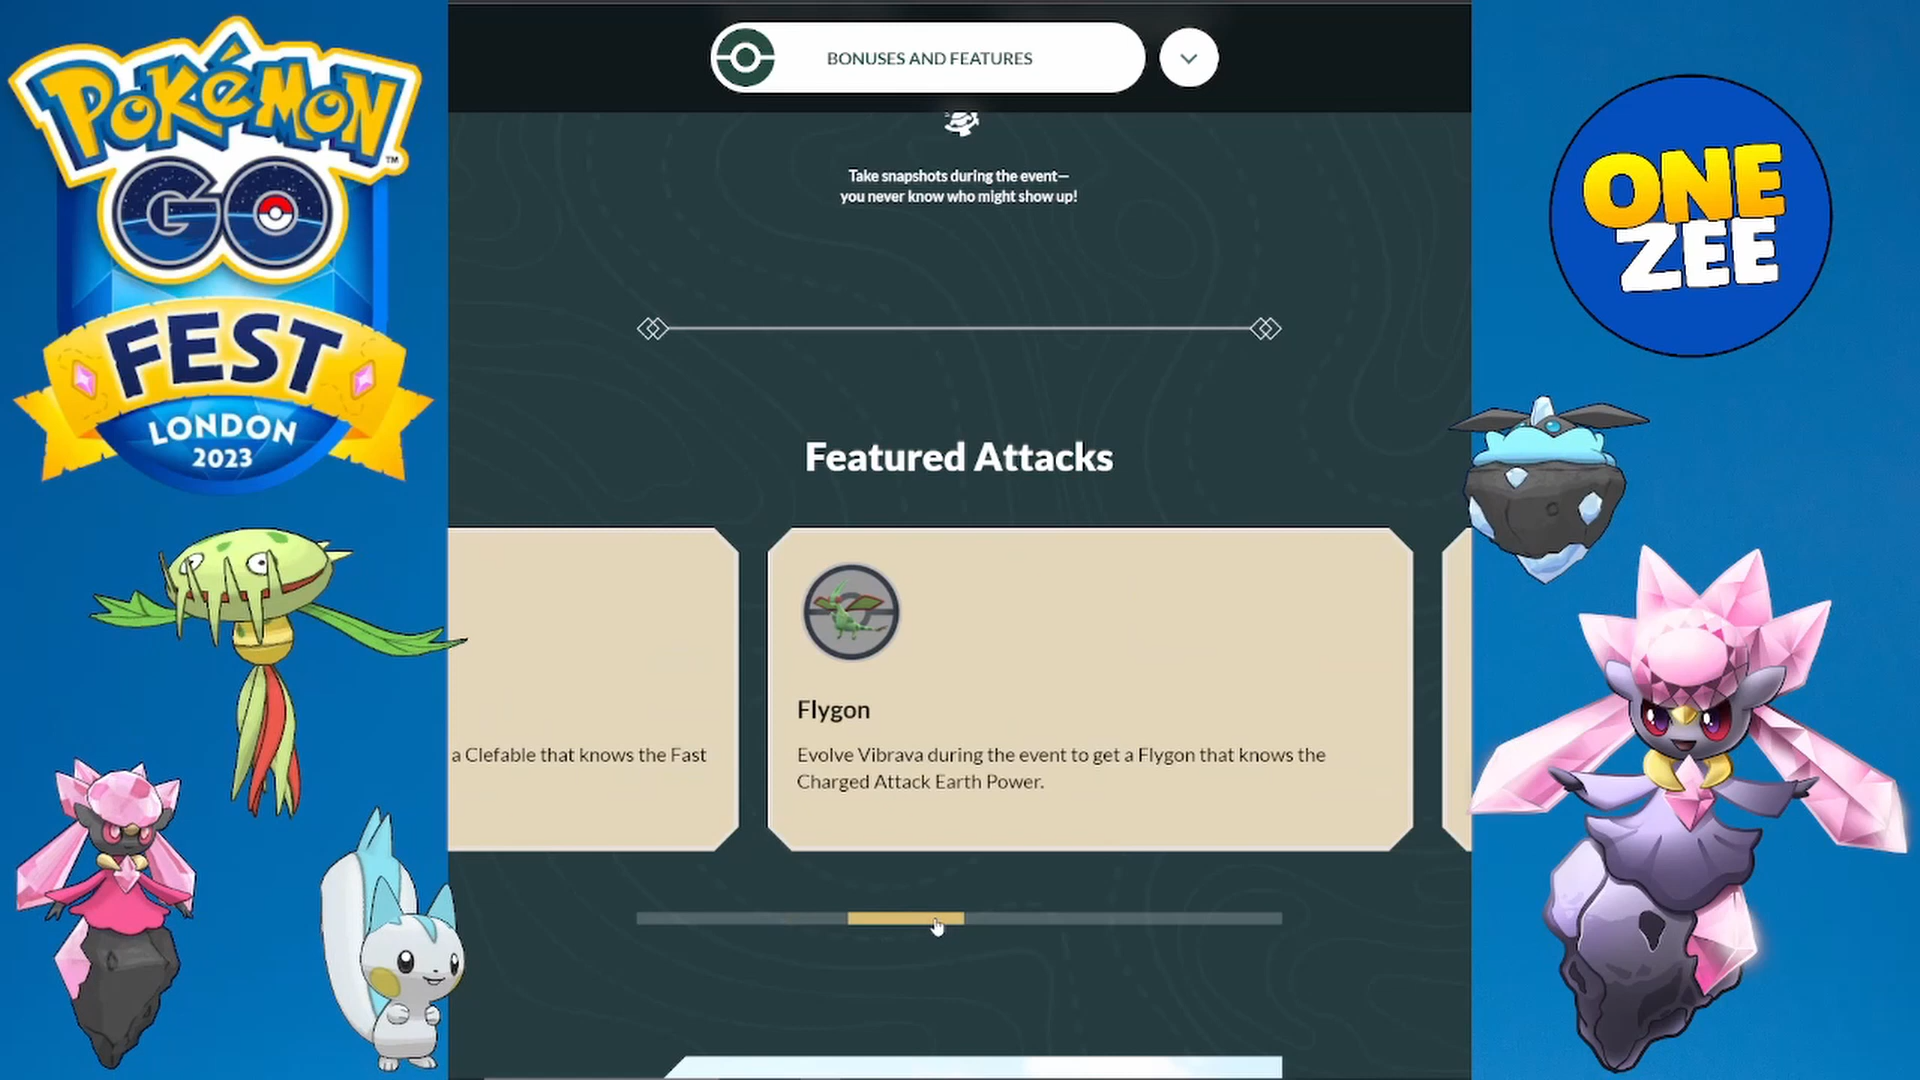 POKéMON
™
GO
FEST
LONDON
2023
BONUSES AND FEATURES
Take snapshots during the event—
you never know who might show up!
Featured Attacks
a Clefable that knows the Fast
Flygon
Evolve Vibrava during the event to get a Flygon that knows the
Charged Attack Earth Power.
ONE
ZEE